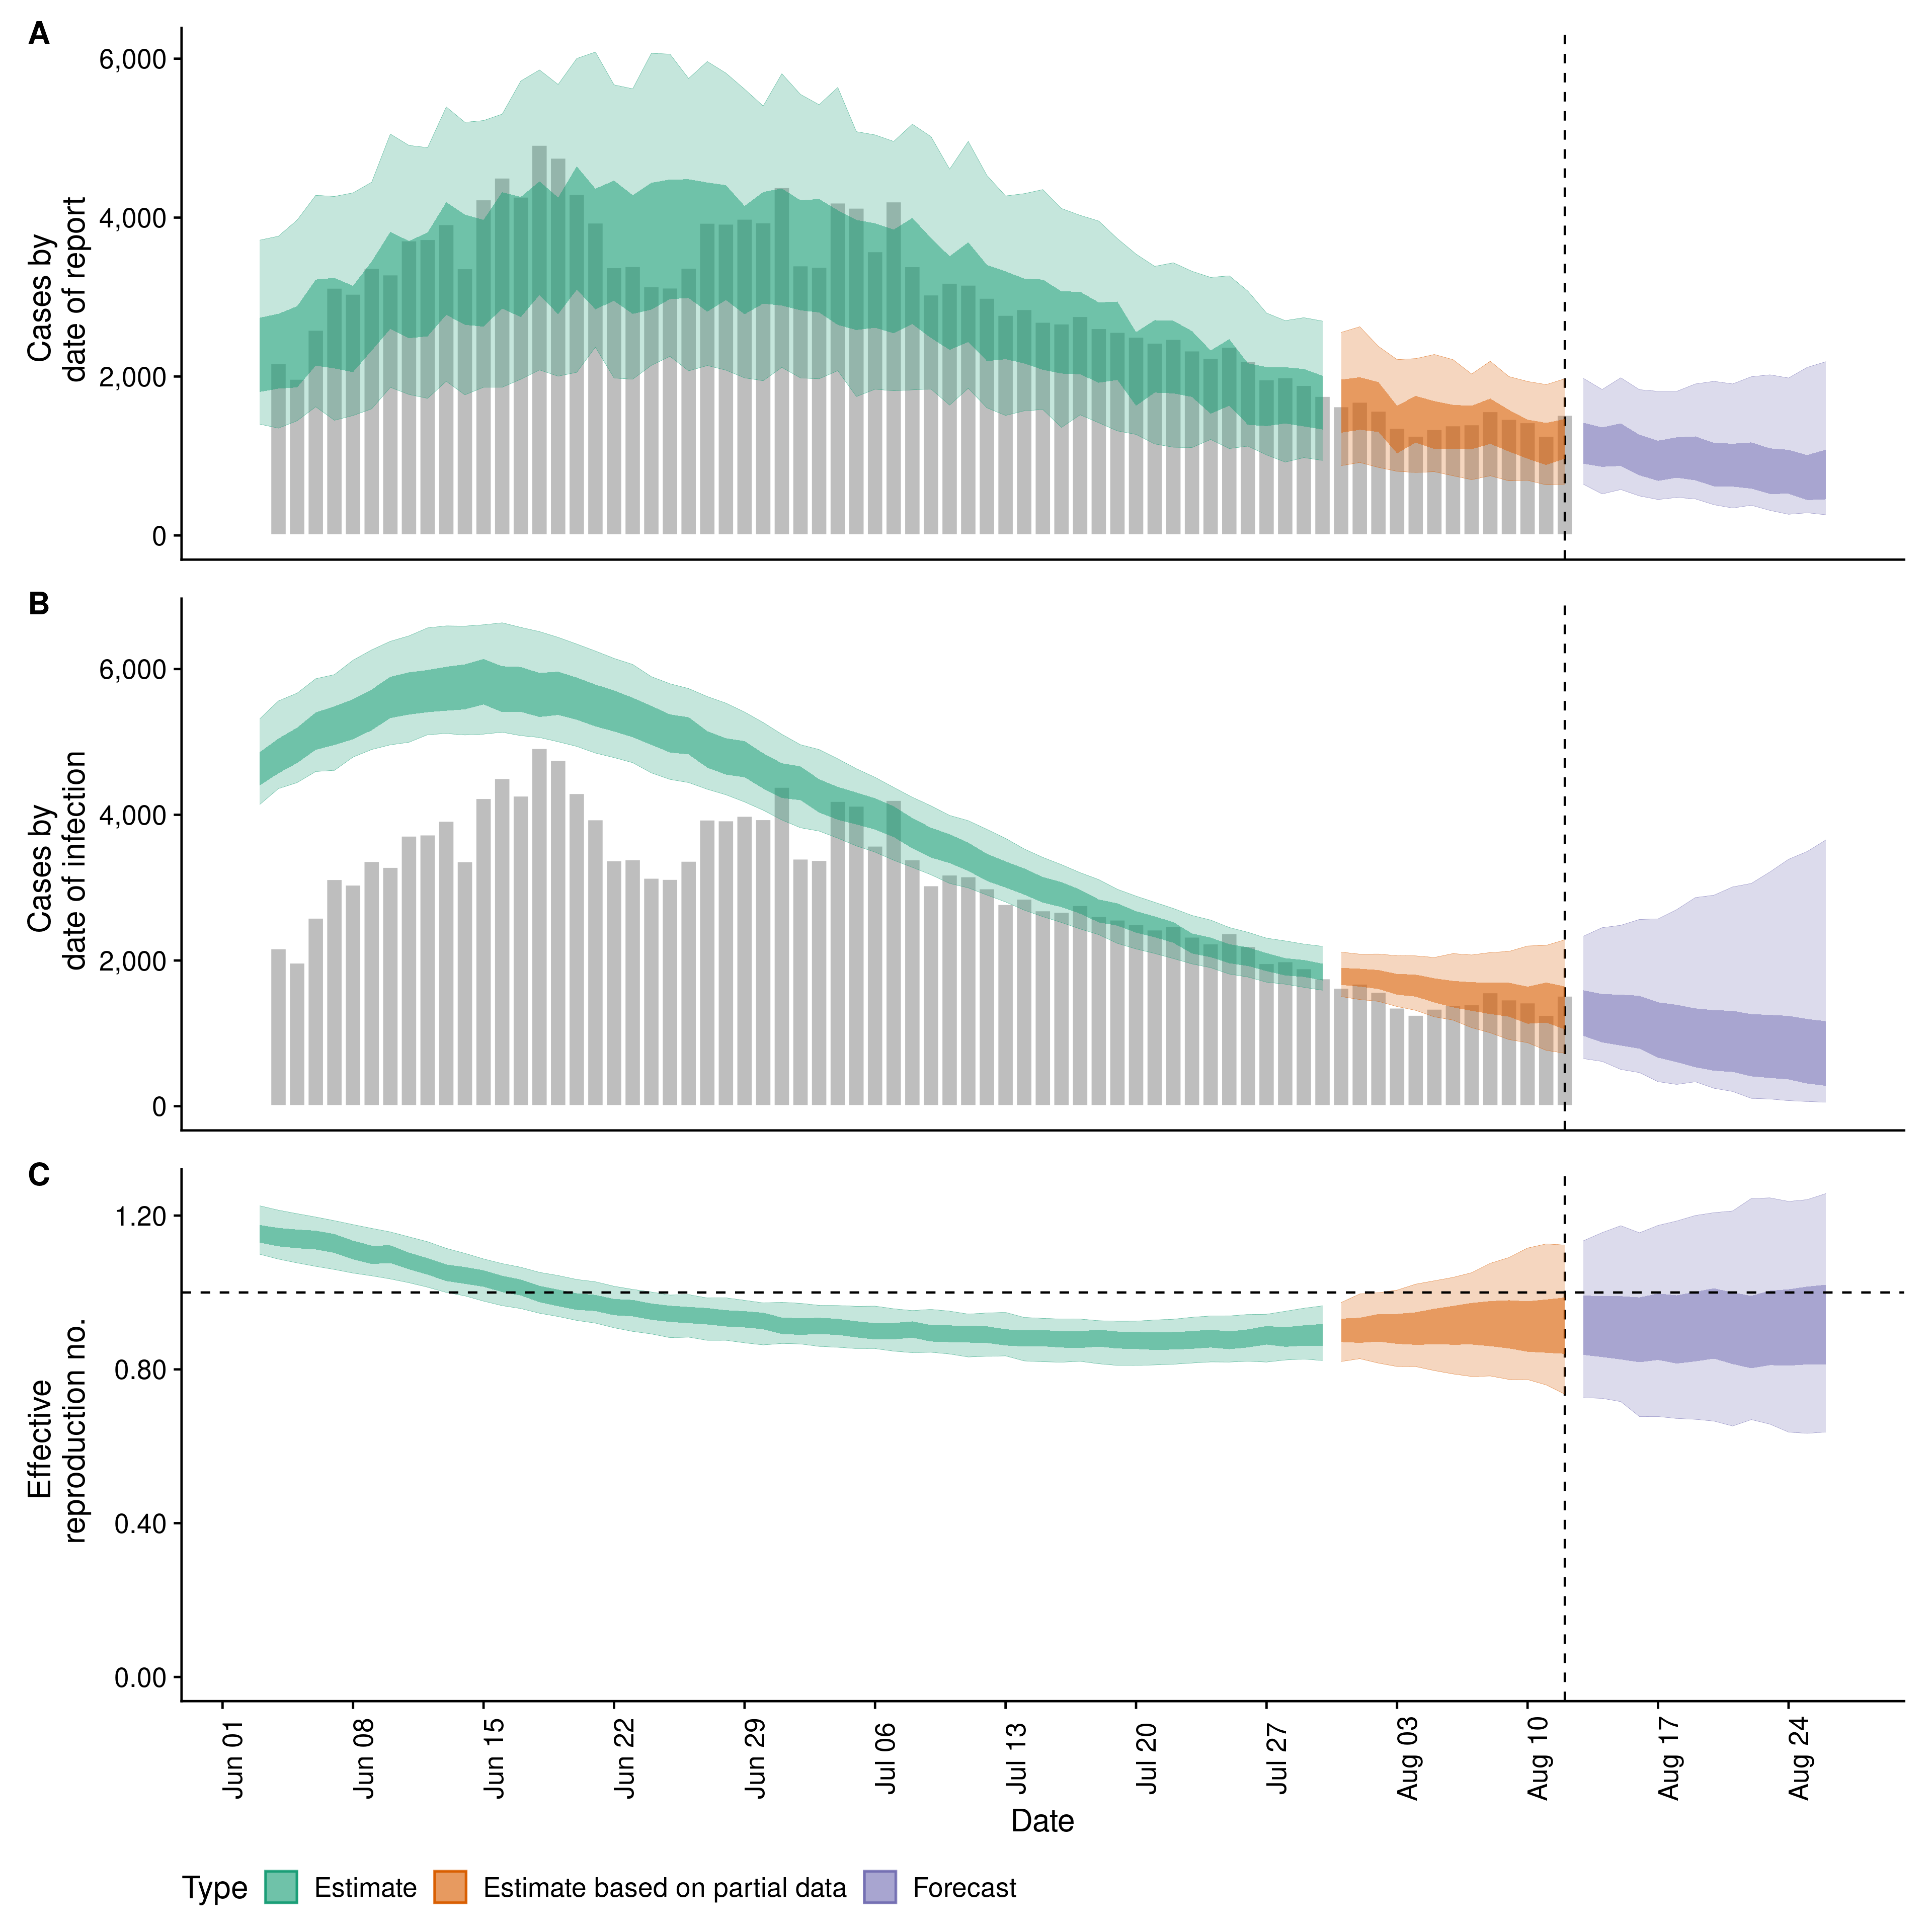 A
6,000
4,000
2,000
0
Cases by
date of report
B
6,000
4,000
2,000
0
Cases by
date of infection
C
1.20
0.80
0.40
0.00
Effective
reproduction no.
Jun 01
Jun 08
Jun 15
Jun 22
Jun 29
Jul 06
Jul 13
Jul 20
Jul 27
Aug 03
Aug 10
Aug 17
Aug 24
Date
Type Estimate Estimate based on partial data Forecast